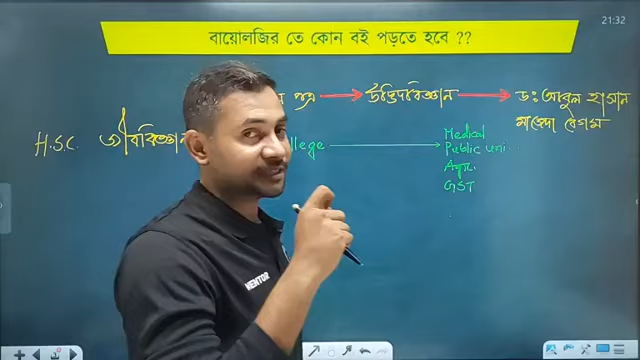 21:32
বায়োলজির তে কোন বই পড়তে হবে ??
পত্র → উদ্ভিদবিজ্ঞান → ডঃ আবুল হাসান
মাজেদা বেগম
H.S.C. জীববিজ্ঞান
llege → Medical
Public uni...
Agri.
GST
MENTOR